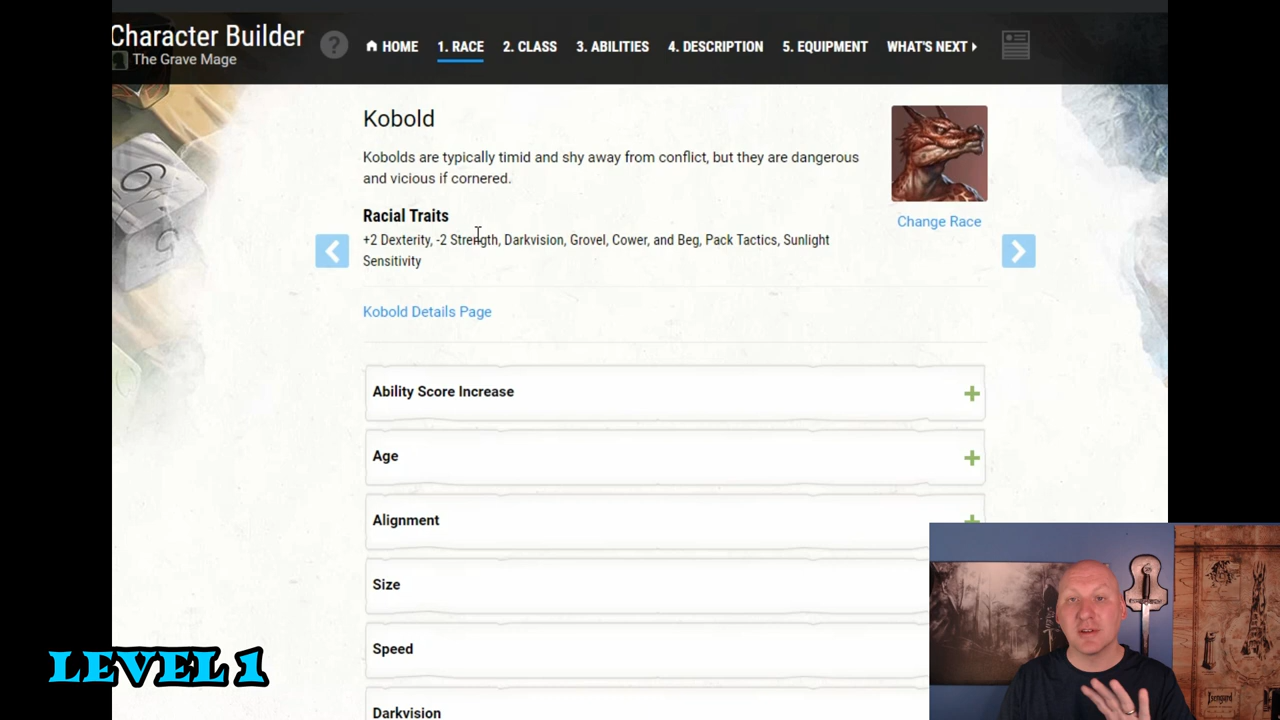 Character Builder
The Grave Mage
?
HOME
1. RACE
2. CLASS
3. ABILITIES
4. DESCRIPTION
5. EQUIPMENT
WHAT'S NEXT
Kobold
Kobolds are typically timid and shy away from conflict, but they are dangerous
and vicious if cornered.
Racial Traits
+2 Dexterity, -2 Strength, Darkvision, Grovel, Cower, and Beg, Pack Tactics, Sunlight
Sensitivity
Change Race
Kobold Details Page
Ability Score Increase
Age
Alignment
Size
Speed
Darkvision
LEVEL 1
Isengard